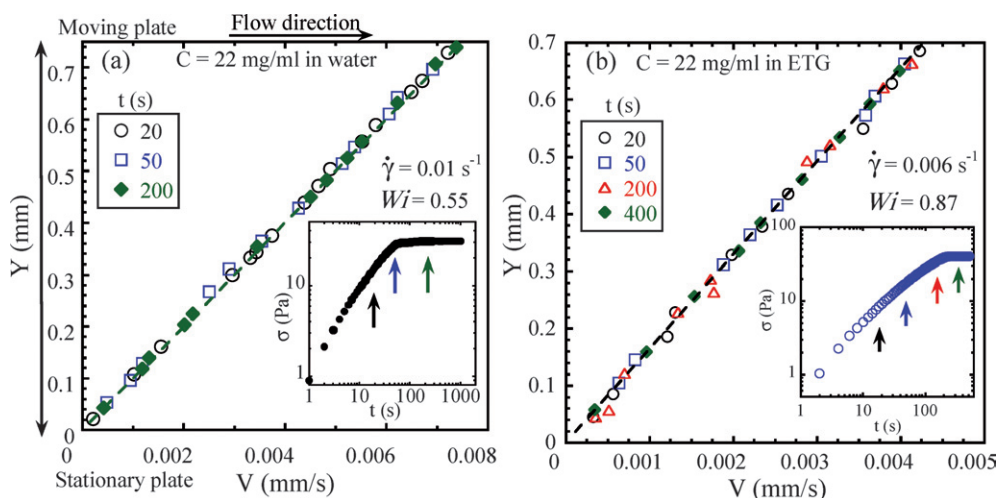 Moving plate
Flow direction
(a)
C = 22 mg/ml in water
t (s)
20
50
200
γ̇ = 0.01 s⁻¹
Wi = 0.55
σ (Pa)
10
1
1
10
100
1000
t (s)
Y (mm)
0.7
0.6
0.5
0.4
0.3
0.2
0.1
0
0
0.002
0.004
0.006
0.008
Stationary plate
V (mm/s)
(b)
C = 22 mg/ml in ETG
t (s)
20
50
200
400
γ̇ = 0.006 s⁻¹
Wi = 0.87
σ (Pa)
100
10
1
1
10
100
t (s)
Y (mm)
0.7
0.6
0.5
0.4
0.3
0.2
0.1
0
0
0.001
0.002
0.003
0.004
0.005
V (mm/s)